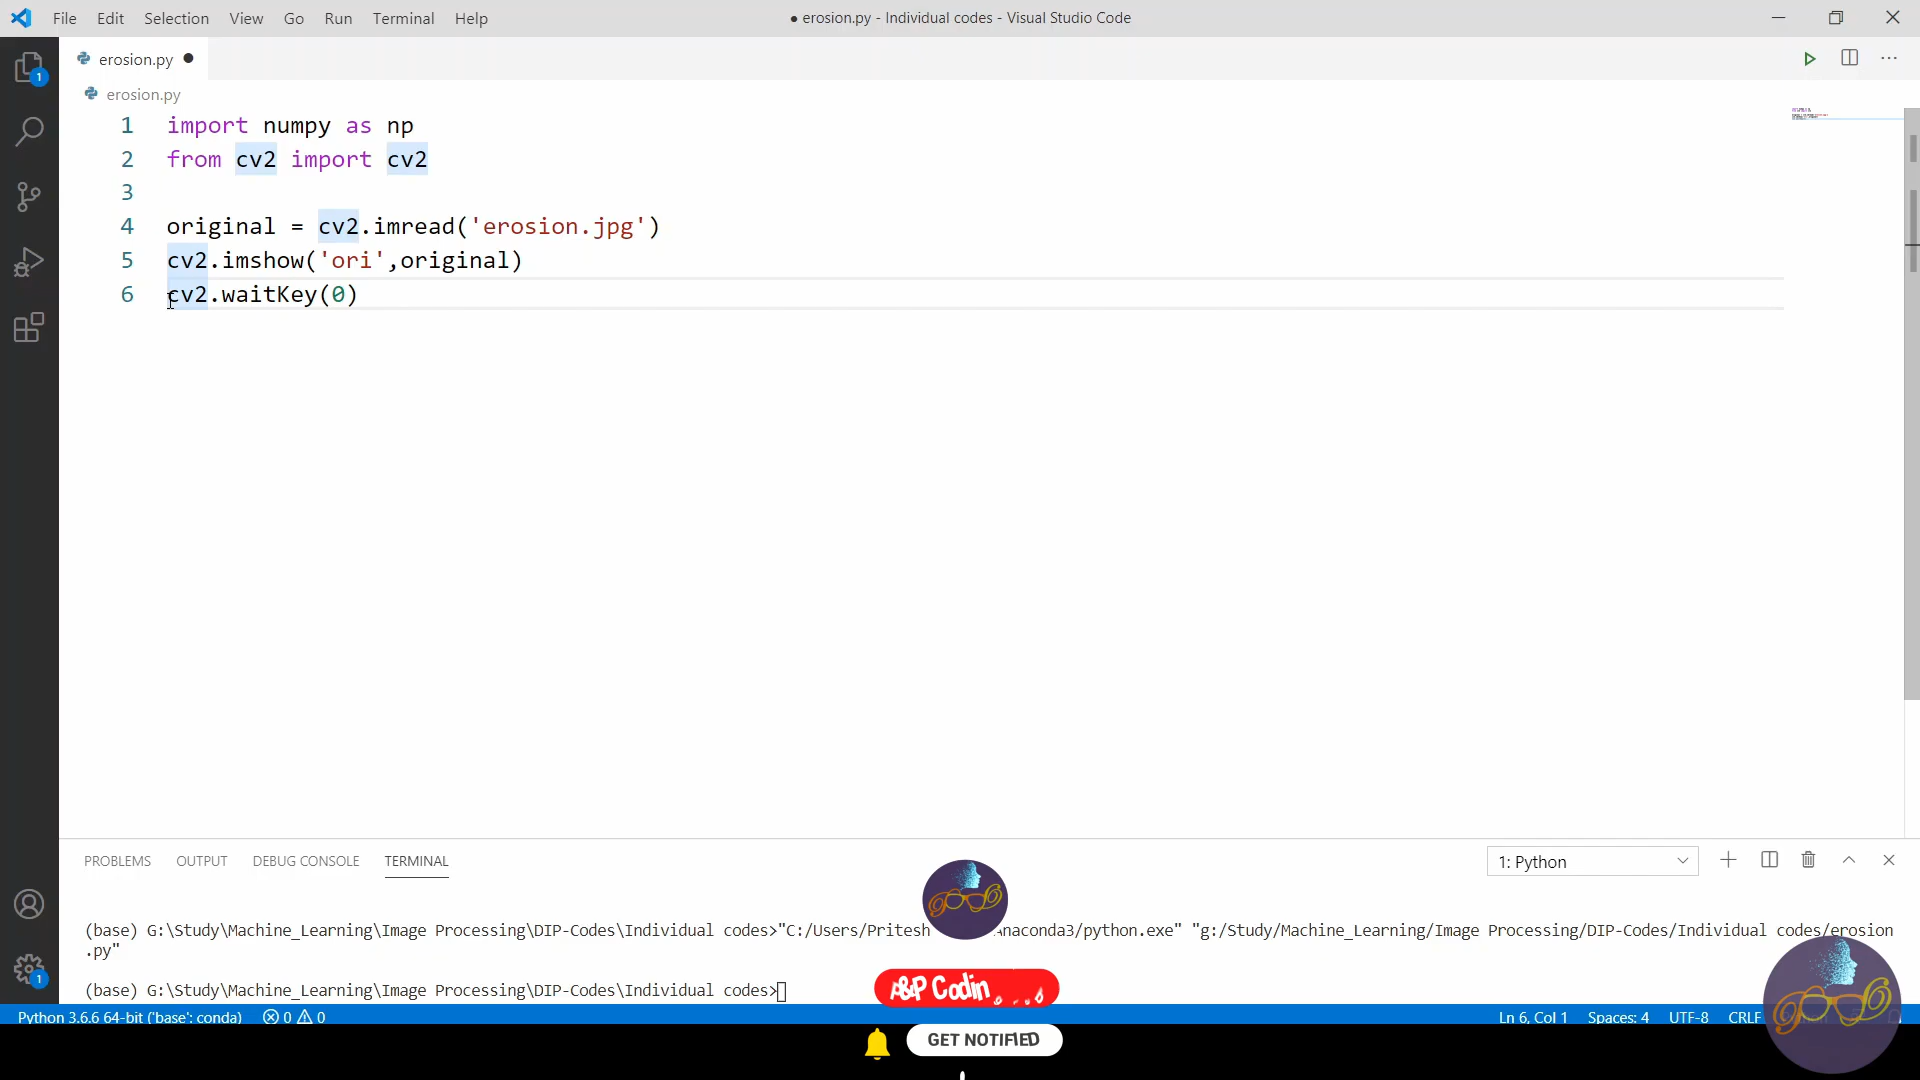 File Edit Selection View Go Run Terminal Help
● erosion.py - Individual codes - Visual Studio Code
erosion.py ●
erosion.py
1 import numpy as np
2 from cv2 import cv2
3
4 original = cv2.imread('erosion.jpg')
5 cv2.imshow('ori',original)
6 cv2.waitKey(0)
PROBLEMS OUTPUT DEBUG CONSOLE TERMINAL
1: Python
(base) G:\Study\Machine_Learning\Image Processing\DIP-Codes\Individual codes>"C:/Users/Pritesh naconda3/python.exe" "g:/Study/Machine_Learning/Image Processing/DIP-Codes/Individual codes/erosion
.py"
(base) G:\Study\Machine_Learning\Image Processing\DIP-Codes\Individual codes>
A&P Codin
Python 3.6.6 64-bit ('base': conda) 0 0
Ln 6, Col 1 Spaces: 4 UTF-8 CRLF
GET NOTIFIED
1
1